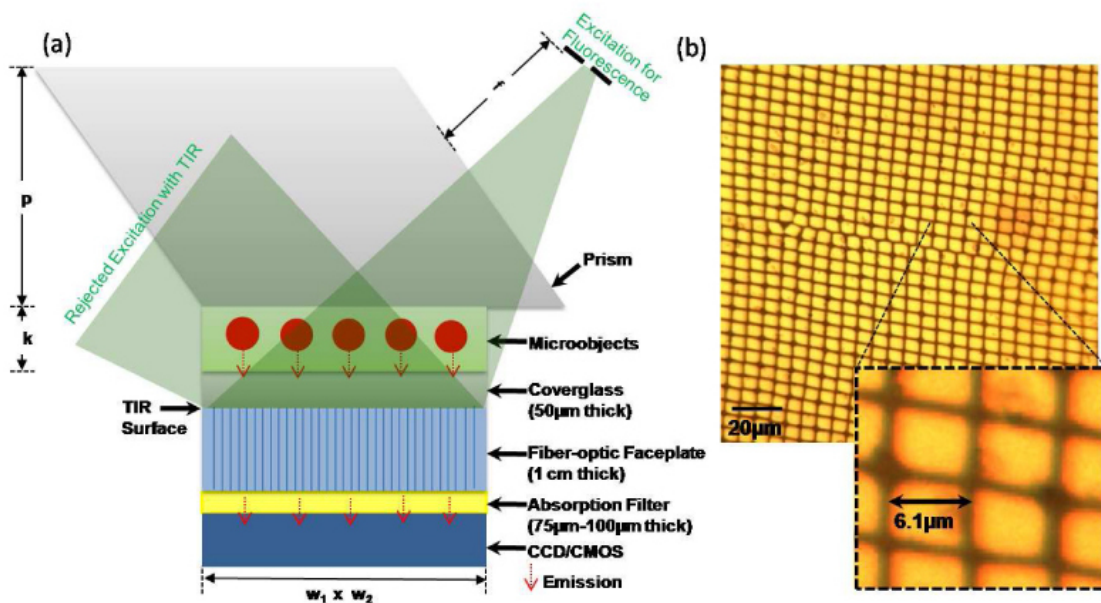 (a)
Excitation for
Fluorescence
f
P
Rejected Excitation with TIR
Prism
k
Microobjects
Coverglass
(50μm thick)
TIR
Surface
Fiber-optic Faceplate
(1 cm thick)
Absorption Filter
(75μm-100μm thick)
CCD/CMOS
Emission
w1 x w2
(b)
20μm
6.1μm